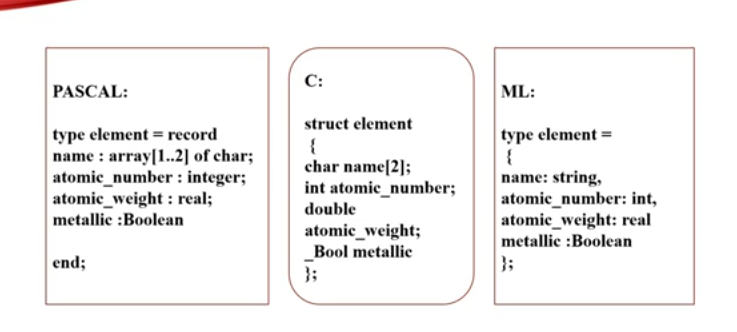 PASCAL:
type element = record
name : array[1..2] of char;
atomic_number : integer;
atomic_weight : real;
metallic :Boolean
end;
C:
struct element
{
char name[2];
int atomic_number;
double
atomic_weight;
_Bool metallic
};
ML:
type element =
{
name: string,
atomic_number: int,
atomic_weight: real
metallic :Boolean
};